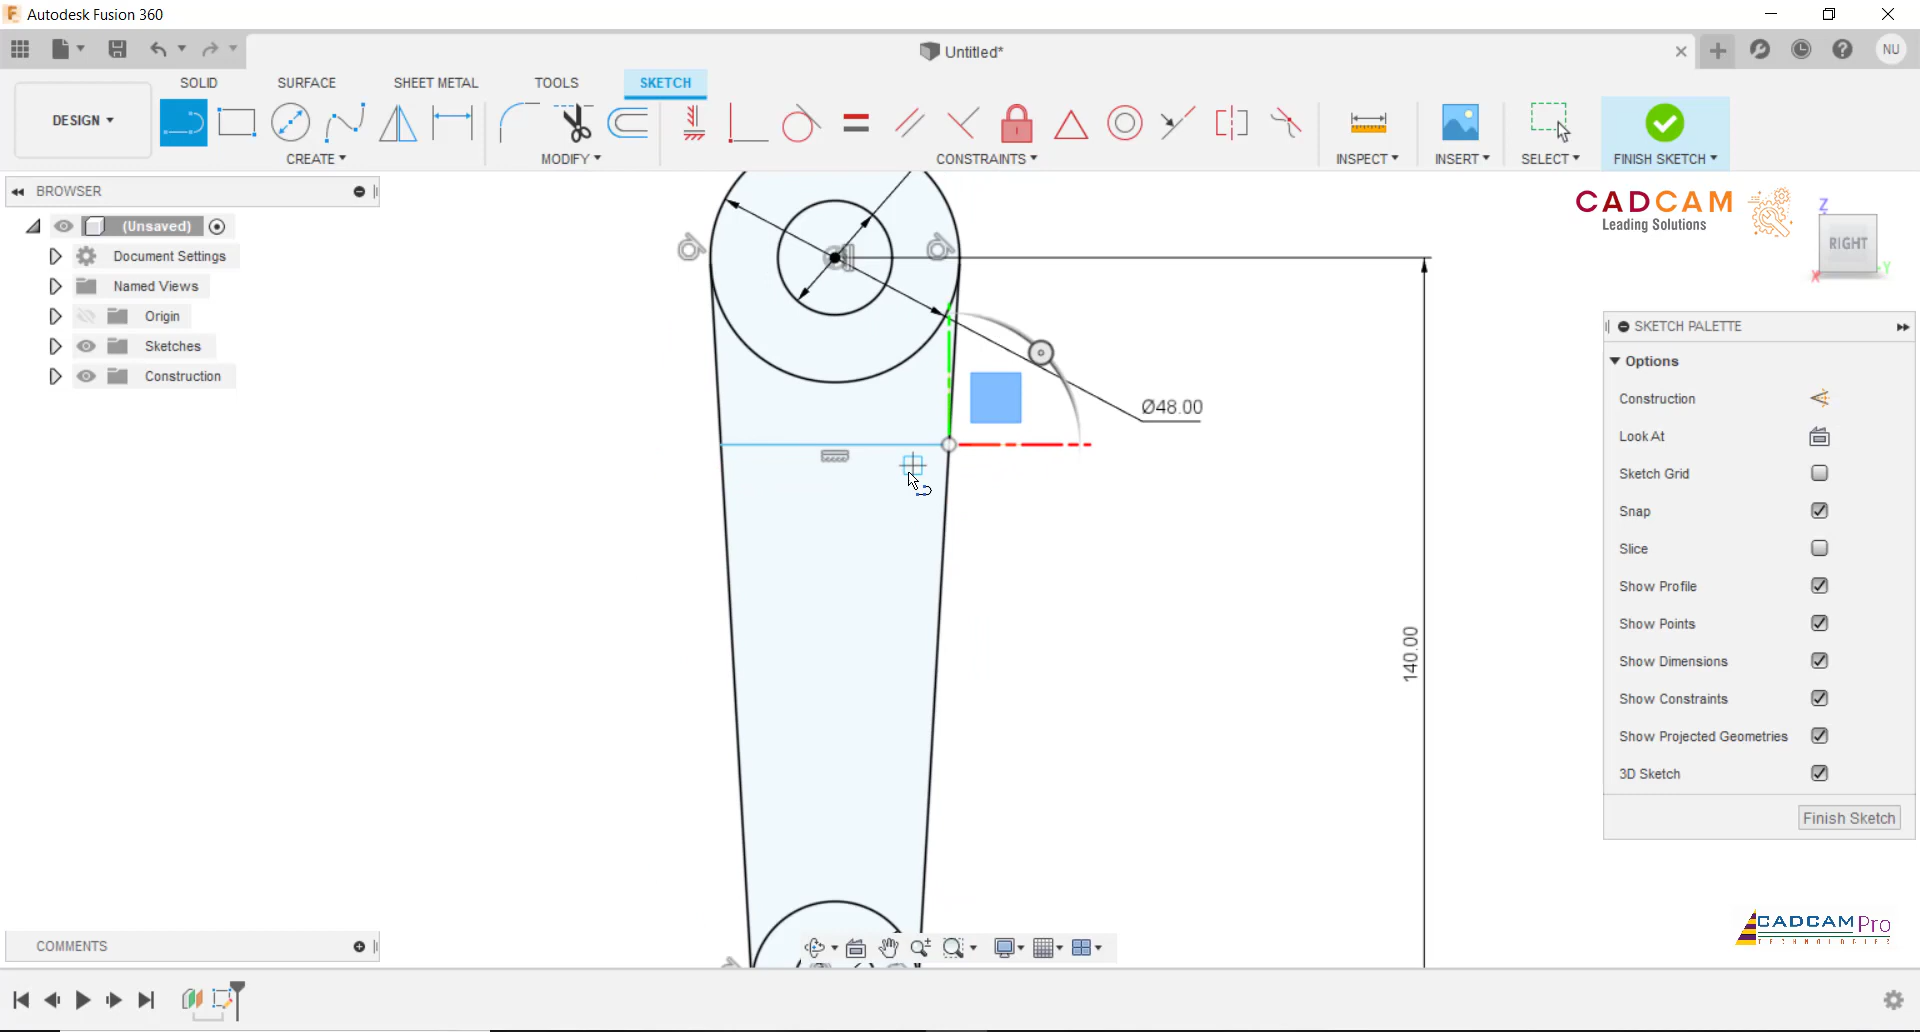 Autodesk Fusion 360
Untitled*
NU
SOLID
SURFACE
SHEET METAL
TOOLS
SKETCH
DESIGN
CREATE
MODIFY
CONSTRAINTS
INSPECT
INSERT
SELECT
FINISH SKETCH
BROWSER
(Unsaved)
Document Settings
Named Views
Origin
Sketches
Construction
CADCAM
Leading Solutions
Z
RIGHT
X
Y
Ø48.00
140.00
SKETCH PALETTE
Options
Construction
Look At
Sketch Grid
Snap
Slice
Show Profile
Show Points
Show Dimensions
Show Constraints
Show Projected Geometries
3D Sketch
Finish Sketch
CADCAM Pro
TECHNOLOGIES
COMMENTS